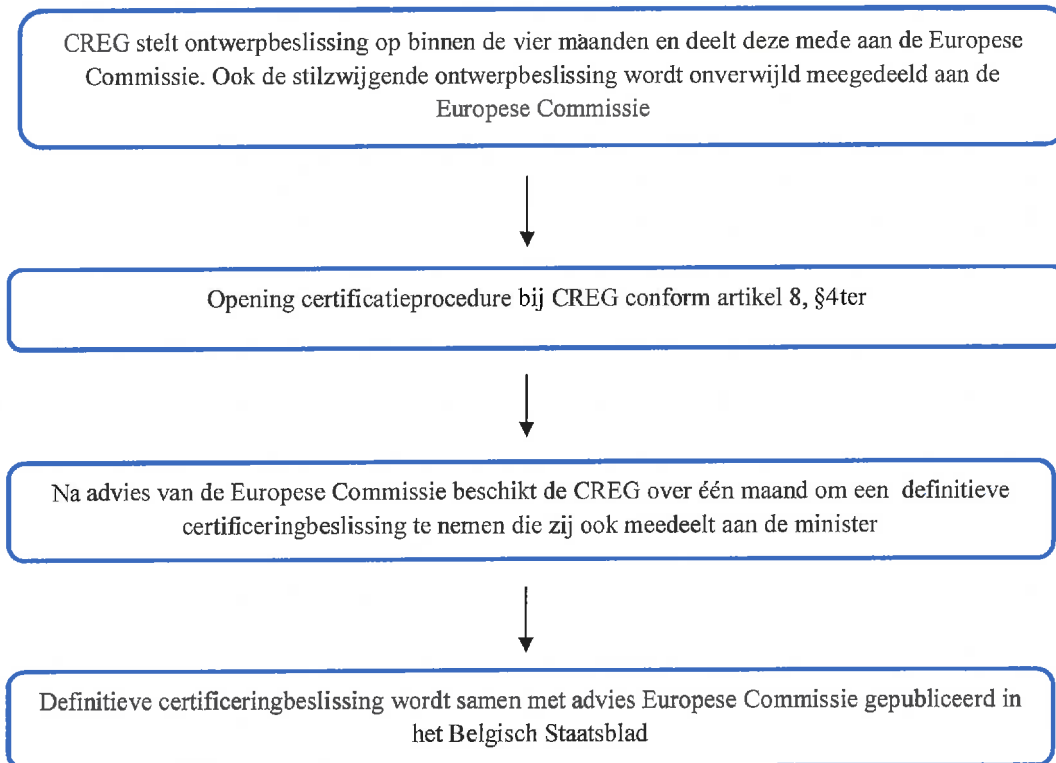 CREG stelt ontwerpbeslissing op binnen de vier maanden en deelt deze mede aan de Europese
Commissie. Ook de stilzwijgende ontwerpbeslissing wordt onverwijld meegedeeld aan de
Europese Commissie
Opening certificatieprocedure bij CREG conform artikel 8, §4ter
Na advies van de Europese Commissie beschikt de CREG over één maand om een definitieve
certificeringbeslissing te nemen die zij ook meedeelt aan de minister
Definitieve certificeringbeslissing wordt samen met advies Europese Commissie gepubliceerd in
het Belgisch Staatsblad